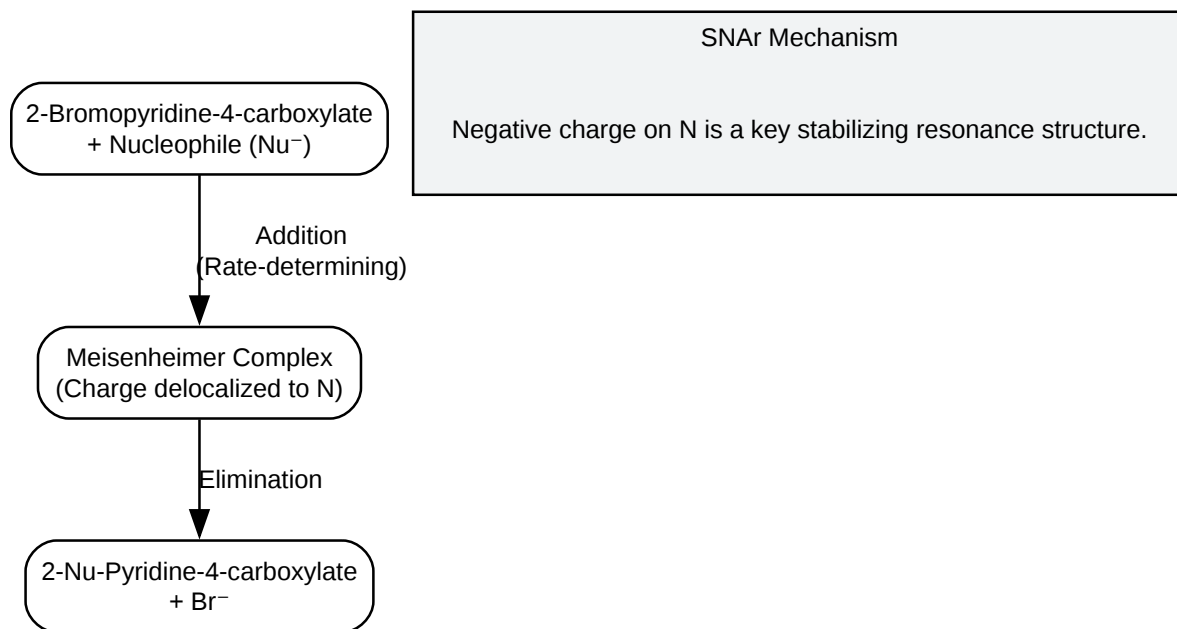 SNAr Mechanism
Negative charge on N is a key stabilizing resonance structure.
2-Bromopyridine-4-carboxylate
+ Nucleophile (Nu⁻)
Addition
(Rate-determining)
Meisenheimer Complex
(Charge delocalized to N)
Elimination
2-Nu-Pyridine-4-carboxylate
+ Br⁻